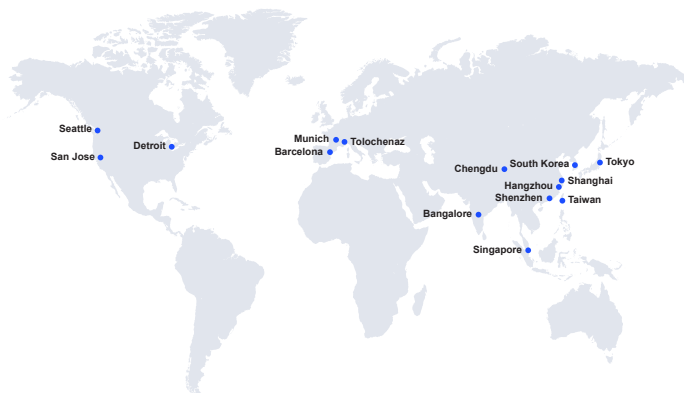 Seattle
San Jose
Detroit
Munich
Tolochenaz
Barcelona
Chengdu
South Korea
Tokyo
Shanghai
Hangzhou
Shenzhen
Taiwan
Bangalore
Singapore